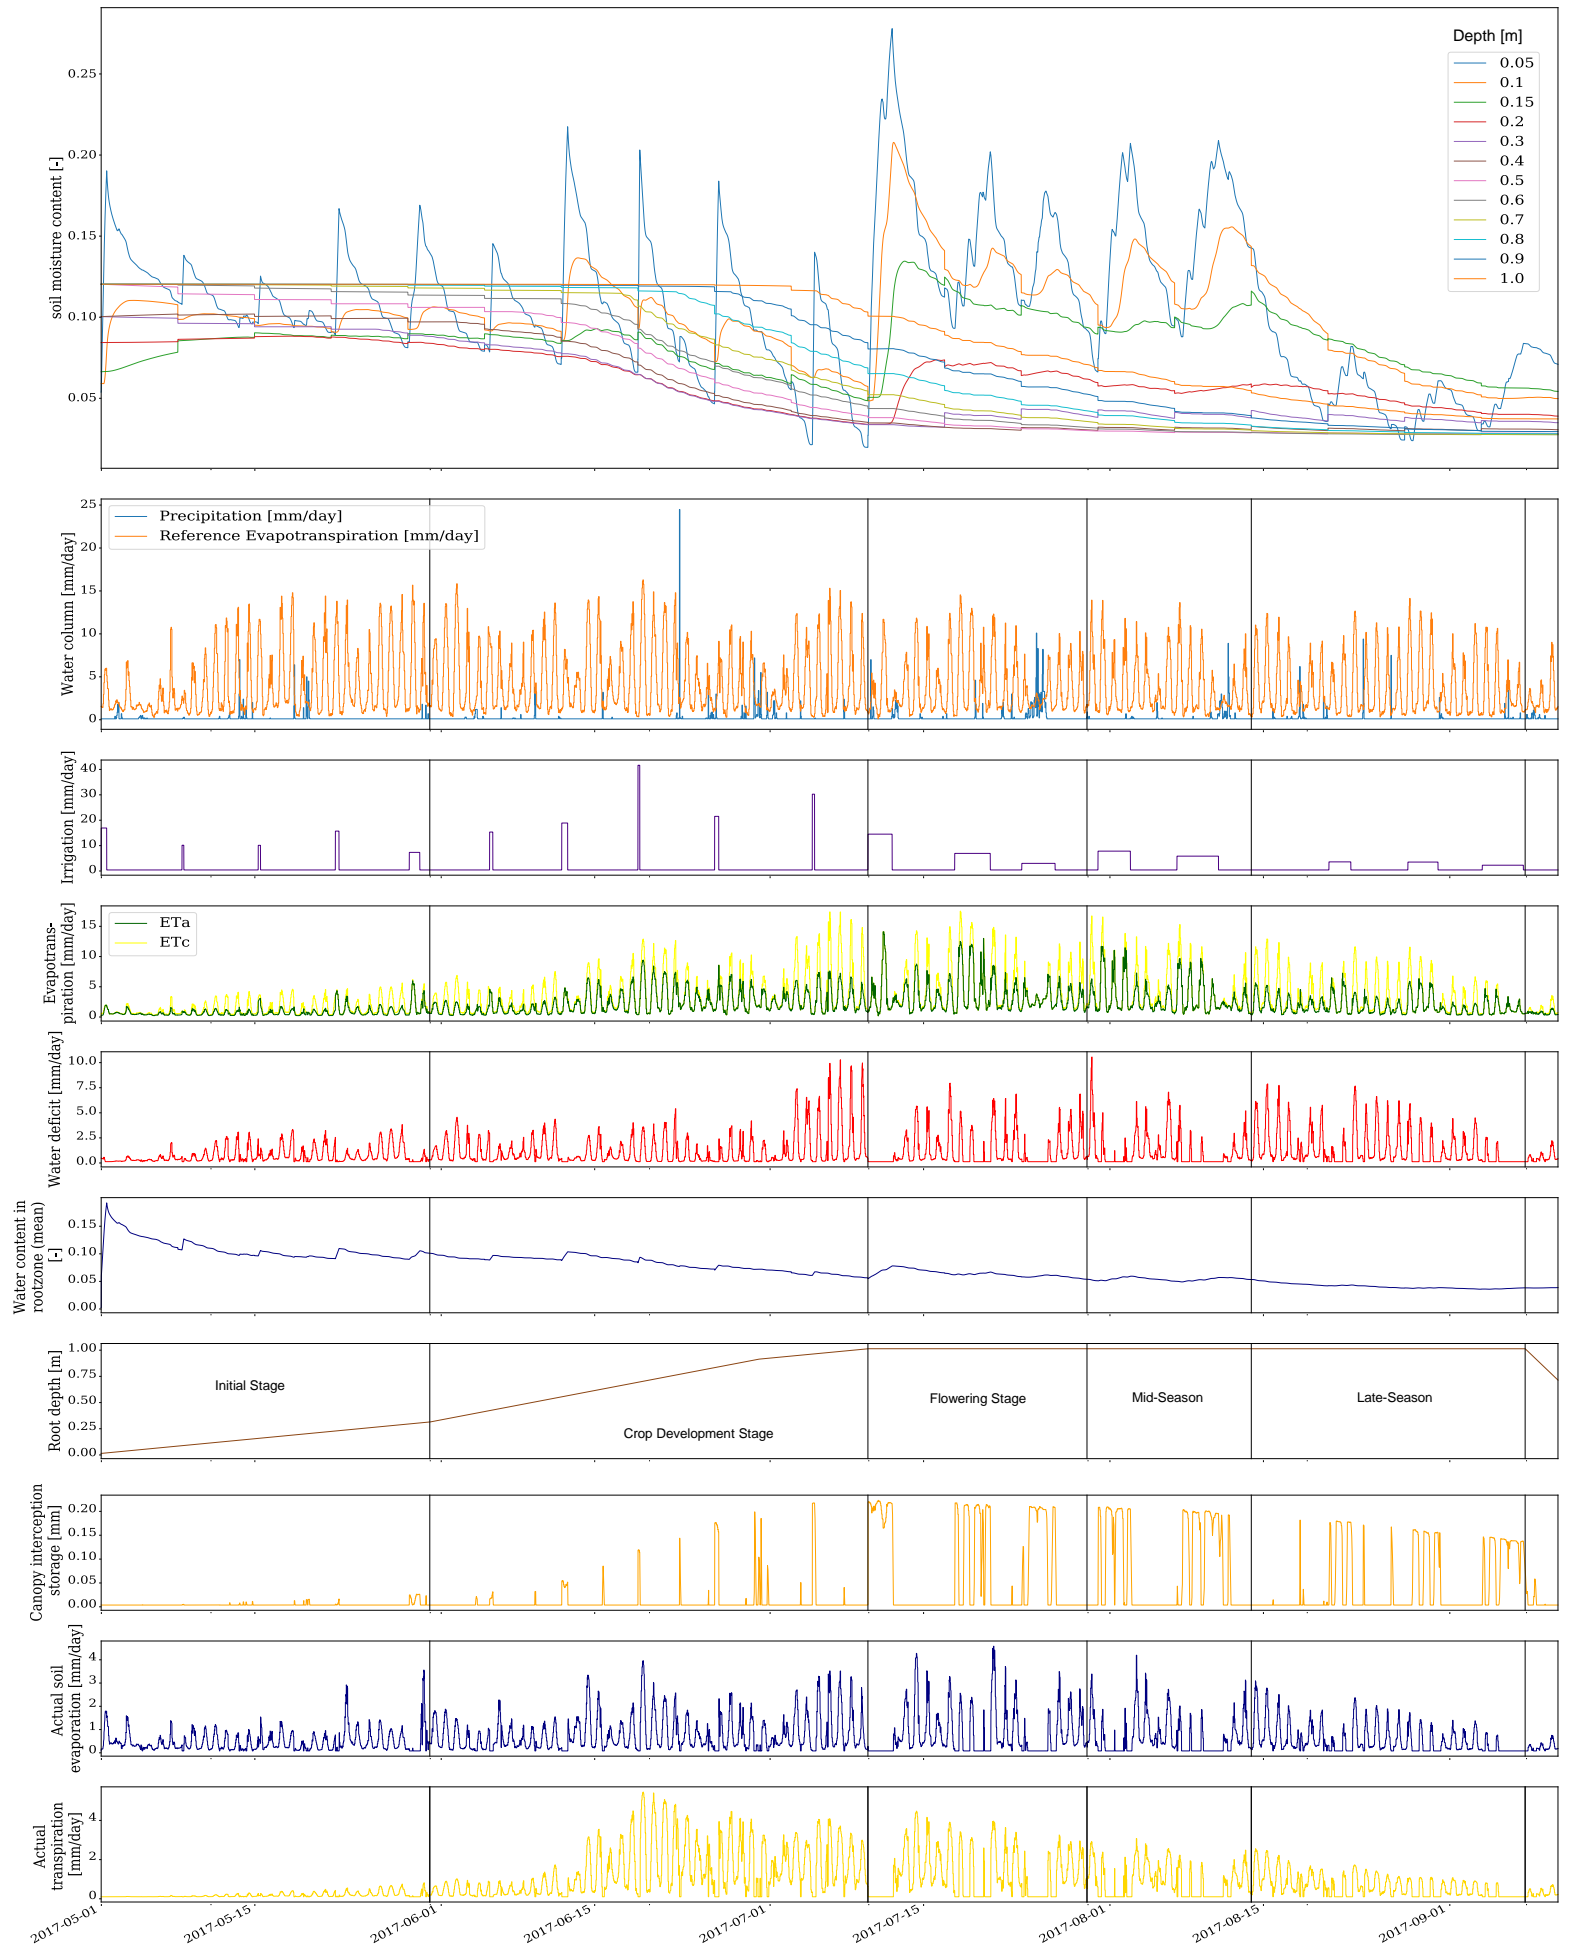 soil moisture content [-]
0.25
0.20
0.15
0.10
0.05
Depth [m]
0.05
0.1
0.15
0.2
0.3
0.4
0.5
0.6
0.7
0.8
0.9
1.0
Water column [mm/day]
25
20
15
10
5
0
Precipitation [mm/day]
Reference Evapotranspiration [mm/day]
Irrigation [mm/day]
40
30
20
10
0
Evapotrans-
piration [mm/day]
15
10
5
0
ETa
ETc
Water deficit [mm/day]
10.0
7.5
5.0
2.5
0.0
Water content in
rootzone (mean)
[-]
0.15
0.10
0.05
0.00
Root depth [m]
1.00
0.75
0.50
0.25
0.00
Initial Stage
Crop Development Stage
Flowering Stage
Mid-Season
Late-Season
Canopy interception
storage [mm]
0.20
0.15
0.10
0.05
0.00
Actual soil
evaporation [mm/day]
4
3
2
1
0
Actual
transpiration
[mm/day]
4
2
0
2017-05-01
2017-05-15
2017-06-01
2017-06-15
2017-07-01
2017-07-15
2017-08-01
2017-08-15
2017-09-01